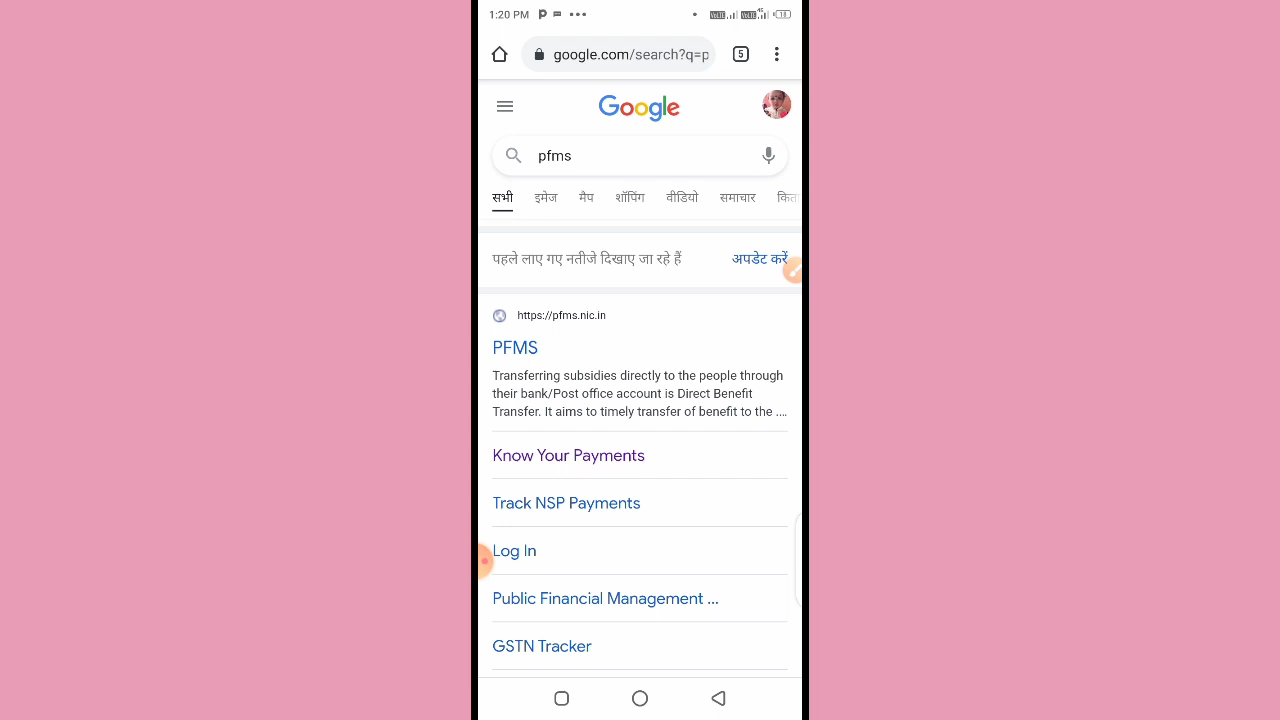 1:20 PM
google.com/search?q=p
5
Google
pfms
सभी इमेज मैप शॉपिंग वीडियो समाचार
पहले लाए गए नतीजे दिखाए जा रहे हैं अपडेट करें
https://pfms.nic.in
PFMS
Transferring subsidies directly to the people through
their bank/Post office account is Direct Benefit
Transfer. It aims to timely transfer of benefit to the ....
Know Your Payments
Track NSP Payments
Log In
Public Financial Management ...
GSTN Tracker